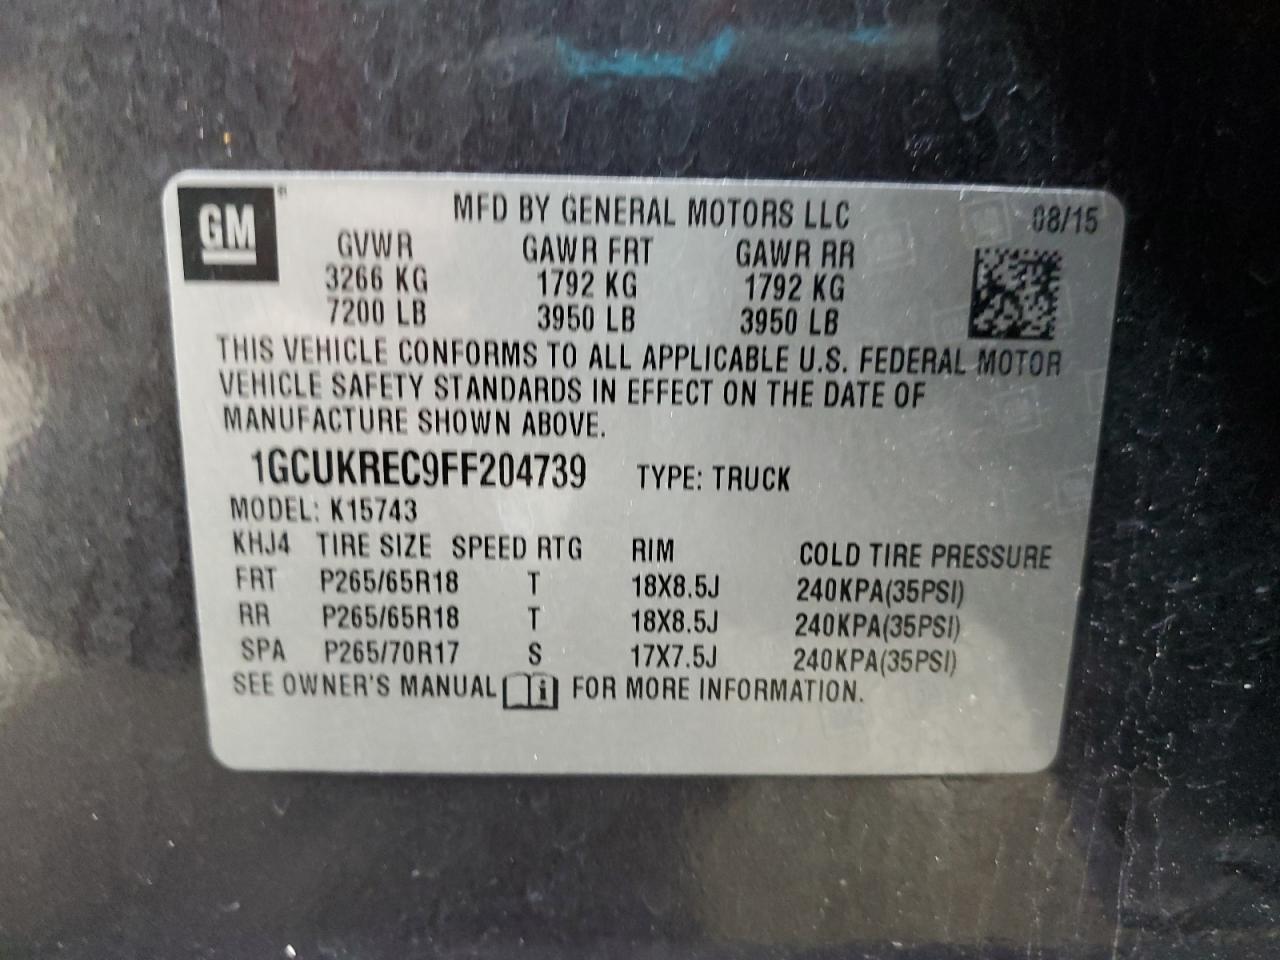 GM
MFD BY GENERAL MOTORS LLC 08/15
GVWR GAWR FRT GAWR RR
3266 KG 1792 KG 1792 KG
7200 LB 3950 LB 3950 LB
THIS VEHICLE CONFORMS TO ALL APPLICABLE U.S. FEDERAL MOTOR
VEHICLE SAFETY STANDARDS IN EFFECT ON THE DATE OF
MANUFACTURE SHOWN ABOVE.
1GCUKREC9FF204739 TYPE: TRUCK
MODEL: K15743
KHJ4 TIRE SIZE SPEED RTG RIM COLD TIRE PRESSURE
FRT P265/65R18 T 18X8.5J 240KPA(35PSI)
RR P265/65R18 T 18X8.5J 240KPA(35PSI)
SPA P265/70R17 S 17X7.5J 240KPA(35PSI)
SEE OWNER'S MANUAL FOR MORE INFORMATION.